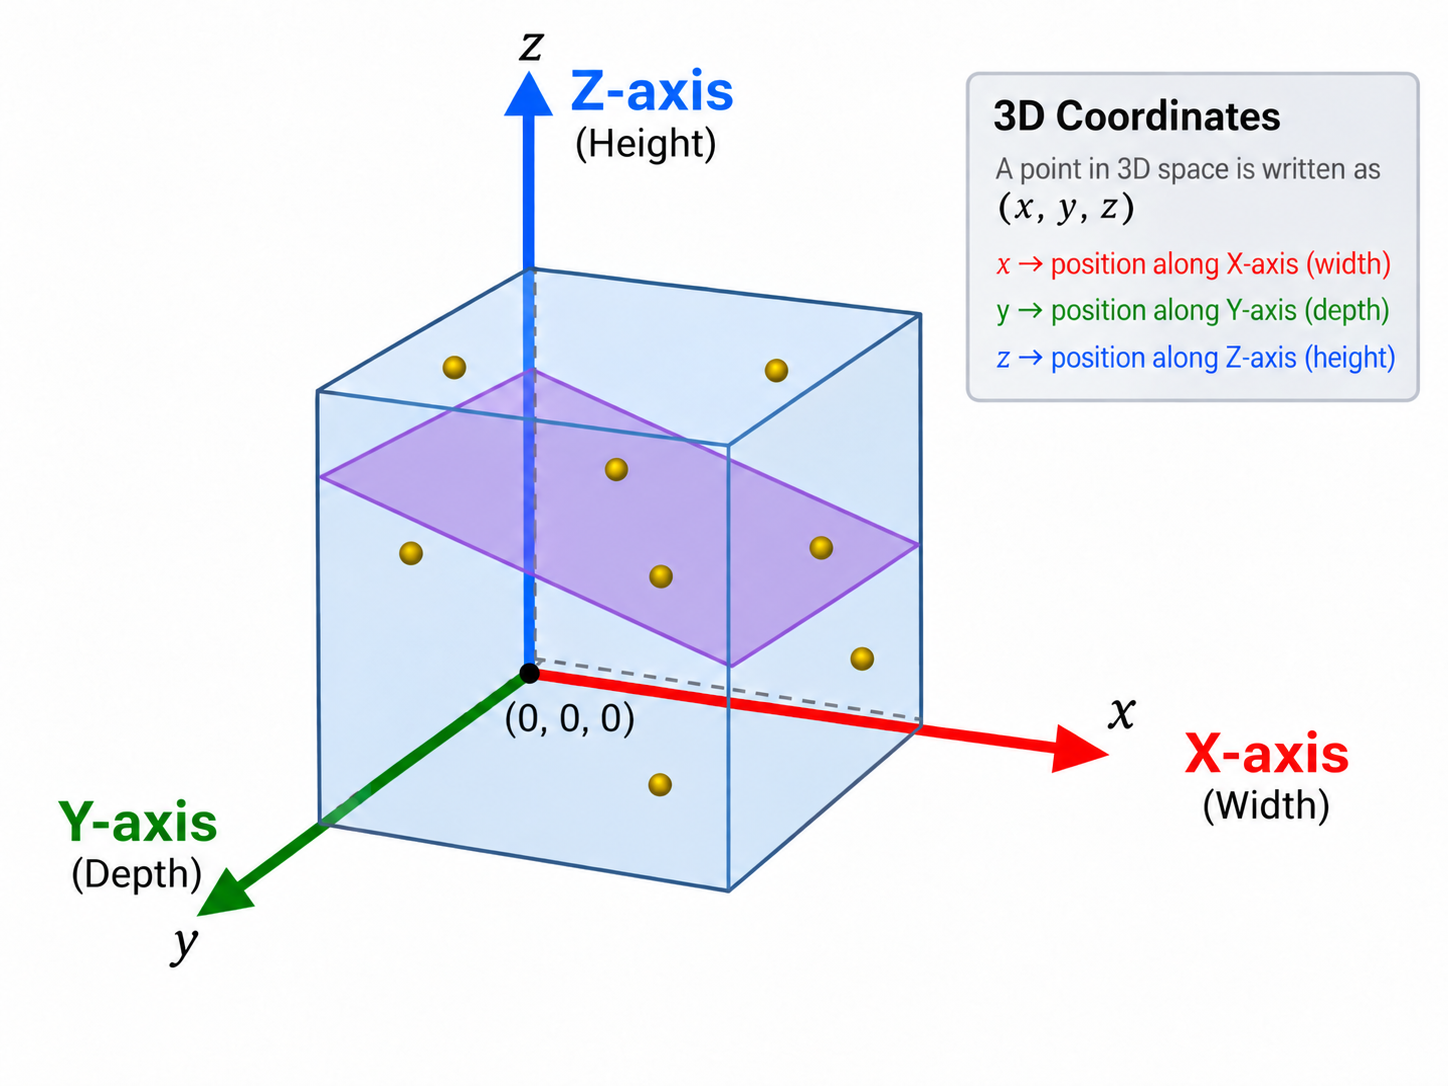 z
Z-axis
(Height)
3D Coordinates
A point in 3D space is written as
(x, y, z)
x → position along X-axis (width)
y → position along Y-axis (depth)
z → position along Z-axis (height)
(0, 0, 0)
x
X-axis
(Width)
Y-axis
(Depth)
y